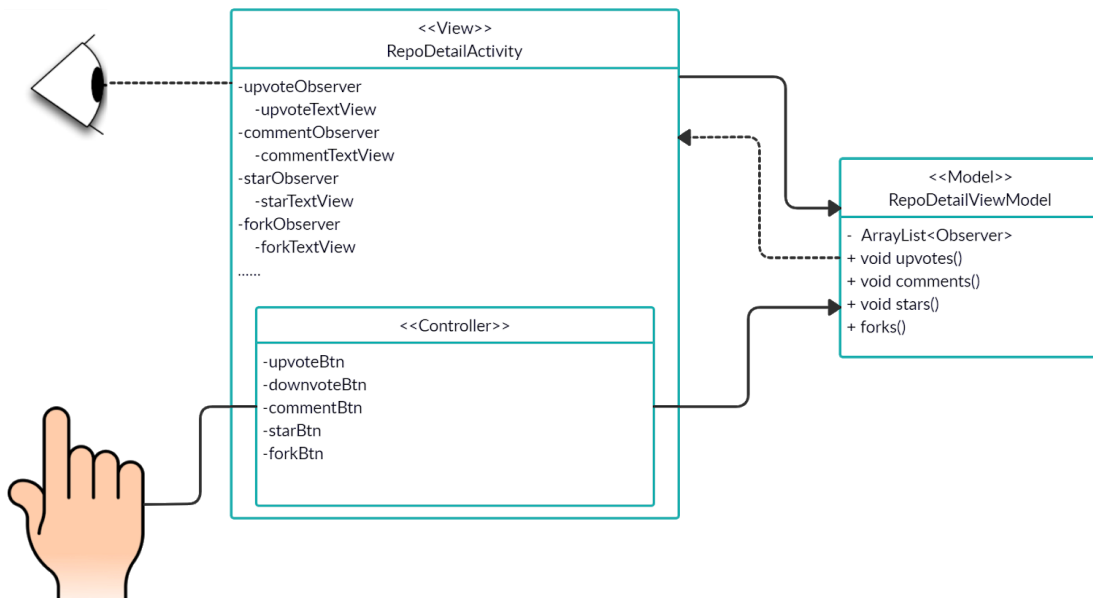 <<View>>
RepoDetailActivity
-upvoteObserver
-upvoteTextView
-commentObserver
-commentTextView
-starObserver
-starTextView
-forkObserver
-forkTextView
......
<<Controller>>
-upvoteBtn
-downvoteBtn
-commentBtn
-starBtn
-forkBtn
<<Model>>
RepoDetailViewModel
- ArrayList<Observer>
+ void upvotes()
+ void comments()
+ void stars()
+ forks()